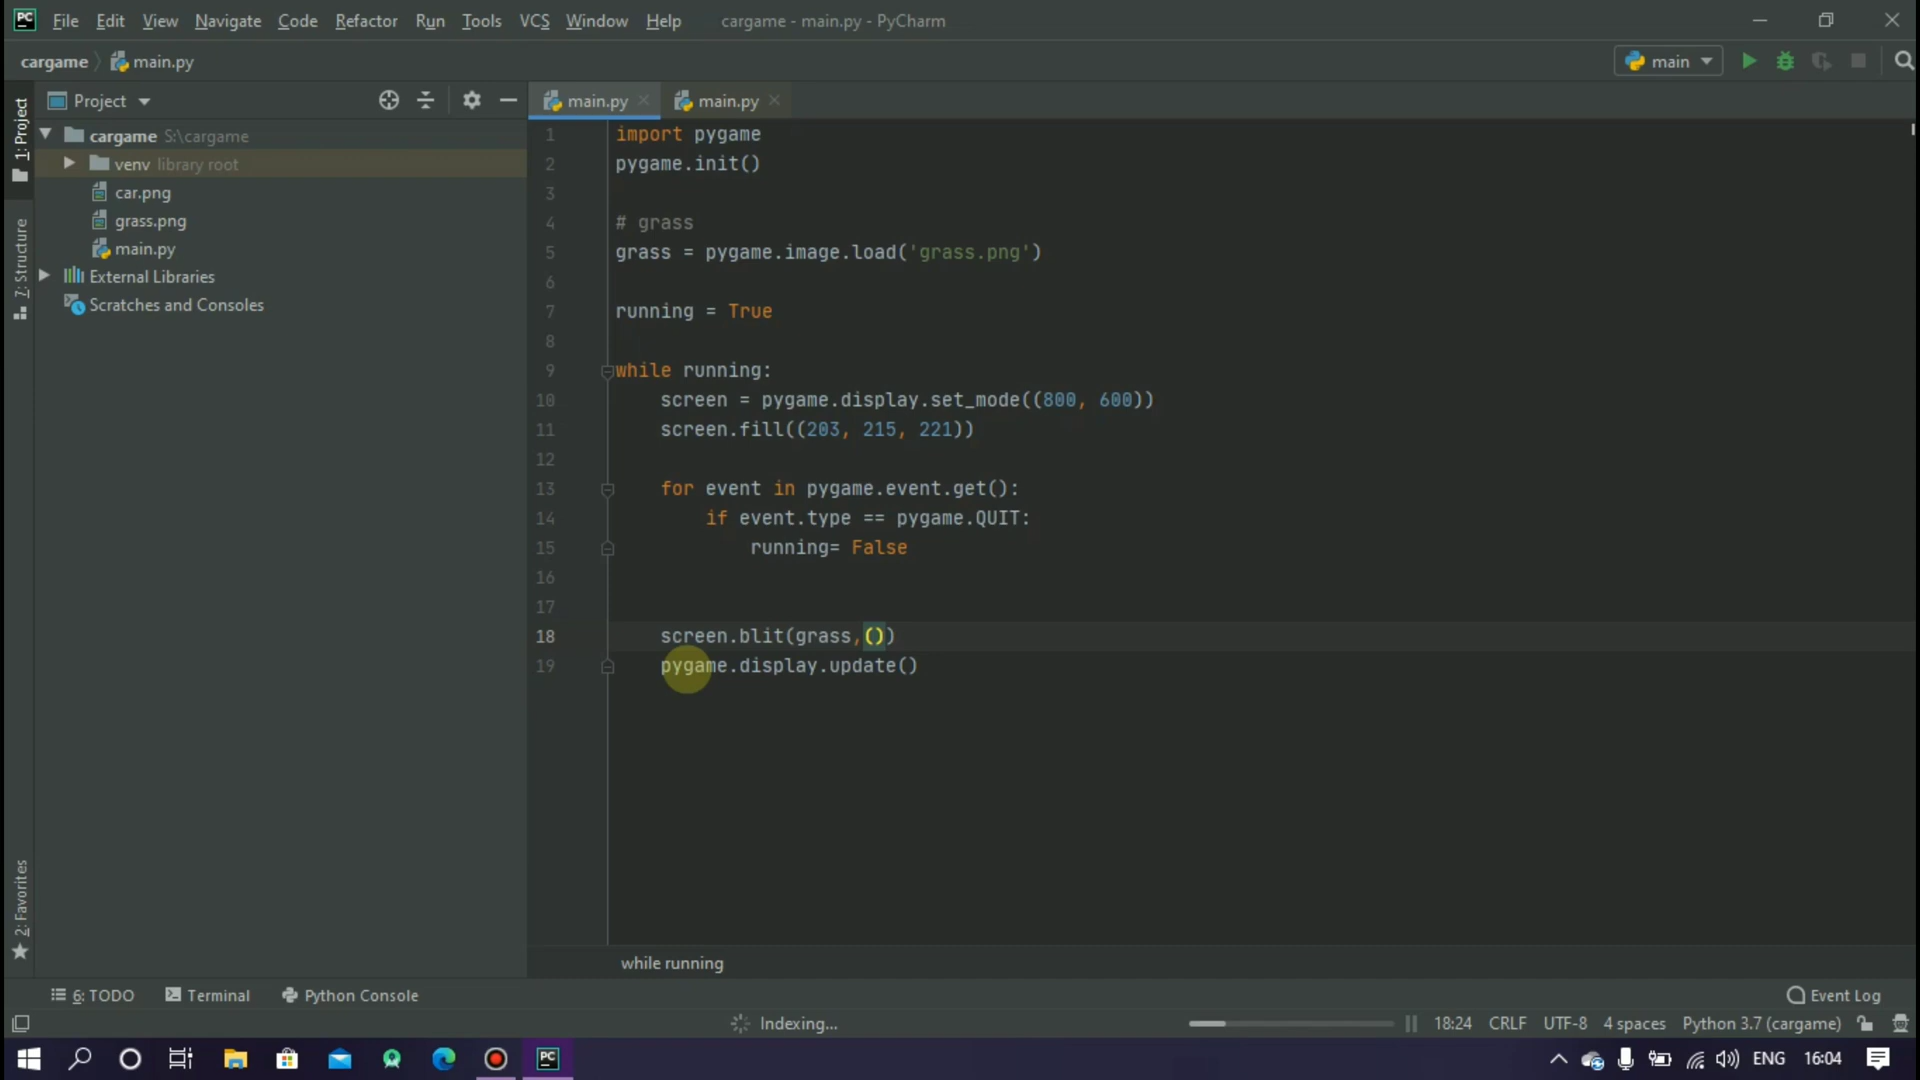 PC File Edit View Navigate Code Refactor Run Tools VCS Window Help cargame - main.py - PyCharm
cargame main.py main
Project main.py main.py
1: Project
cargame S:\cargame
venv library root
car.png
grass.png
main.py
External Libraries
Scratches and Consoles
7: Structure
2: Favorites
1 import pygame
2 pygame.init()
3
4 # grass
5 grass = pygame.image.load('grass.png')
6
7 running = True
8
9 while running:
10 screen = pygame.display.set_mode((800, 600))
11 screen.fill((203, 215, 221))
12
13 for event in pygame.event.get():
14 if event.type == pygame.QUIT:
15 running= False
16
17
18 screen.blit(grass,())
19 pygame.display.update()
while running
6: TODO Terminal Python Console Event Log
Indexing... 18:24 CRLF UTF-8 4 spaces Python 3.7 (cargame)
PC ENG 16:04